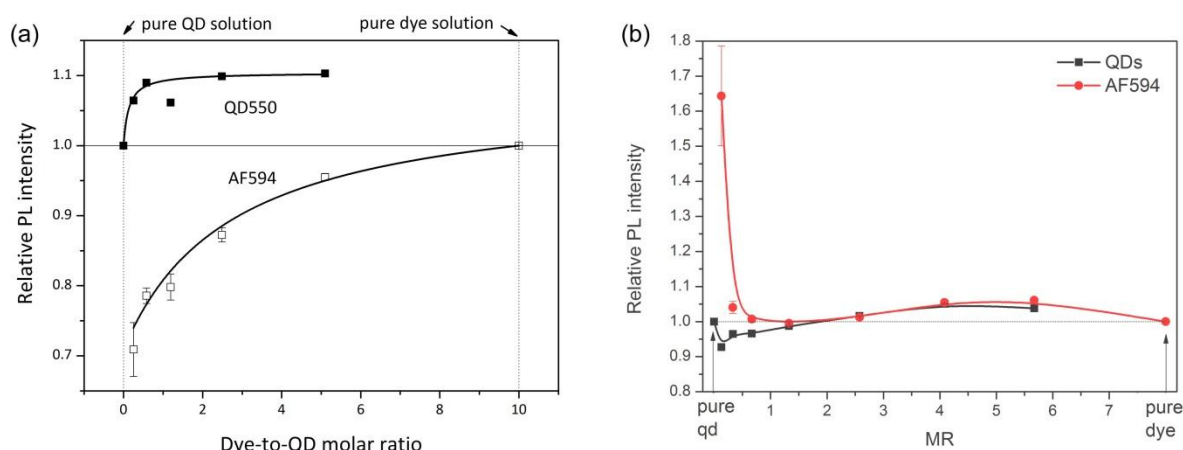 (a)
pure QD solution
pure dye solution
1.1
1.0
0.9
0.8
0.7
QD550
AF594
Relative PL intensity
0
2
4
6
8
10
Dye-to-QD molar ratio
(b)
1.8
1.7
1.6
1.5
1.4
1.3
1.2
1.1
1.0
0.9
0.8
QDs
AF594
Relative PL intensity
pure
qd
1
2
3
4
5
6
7
pure
dye
MR